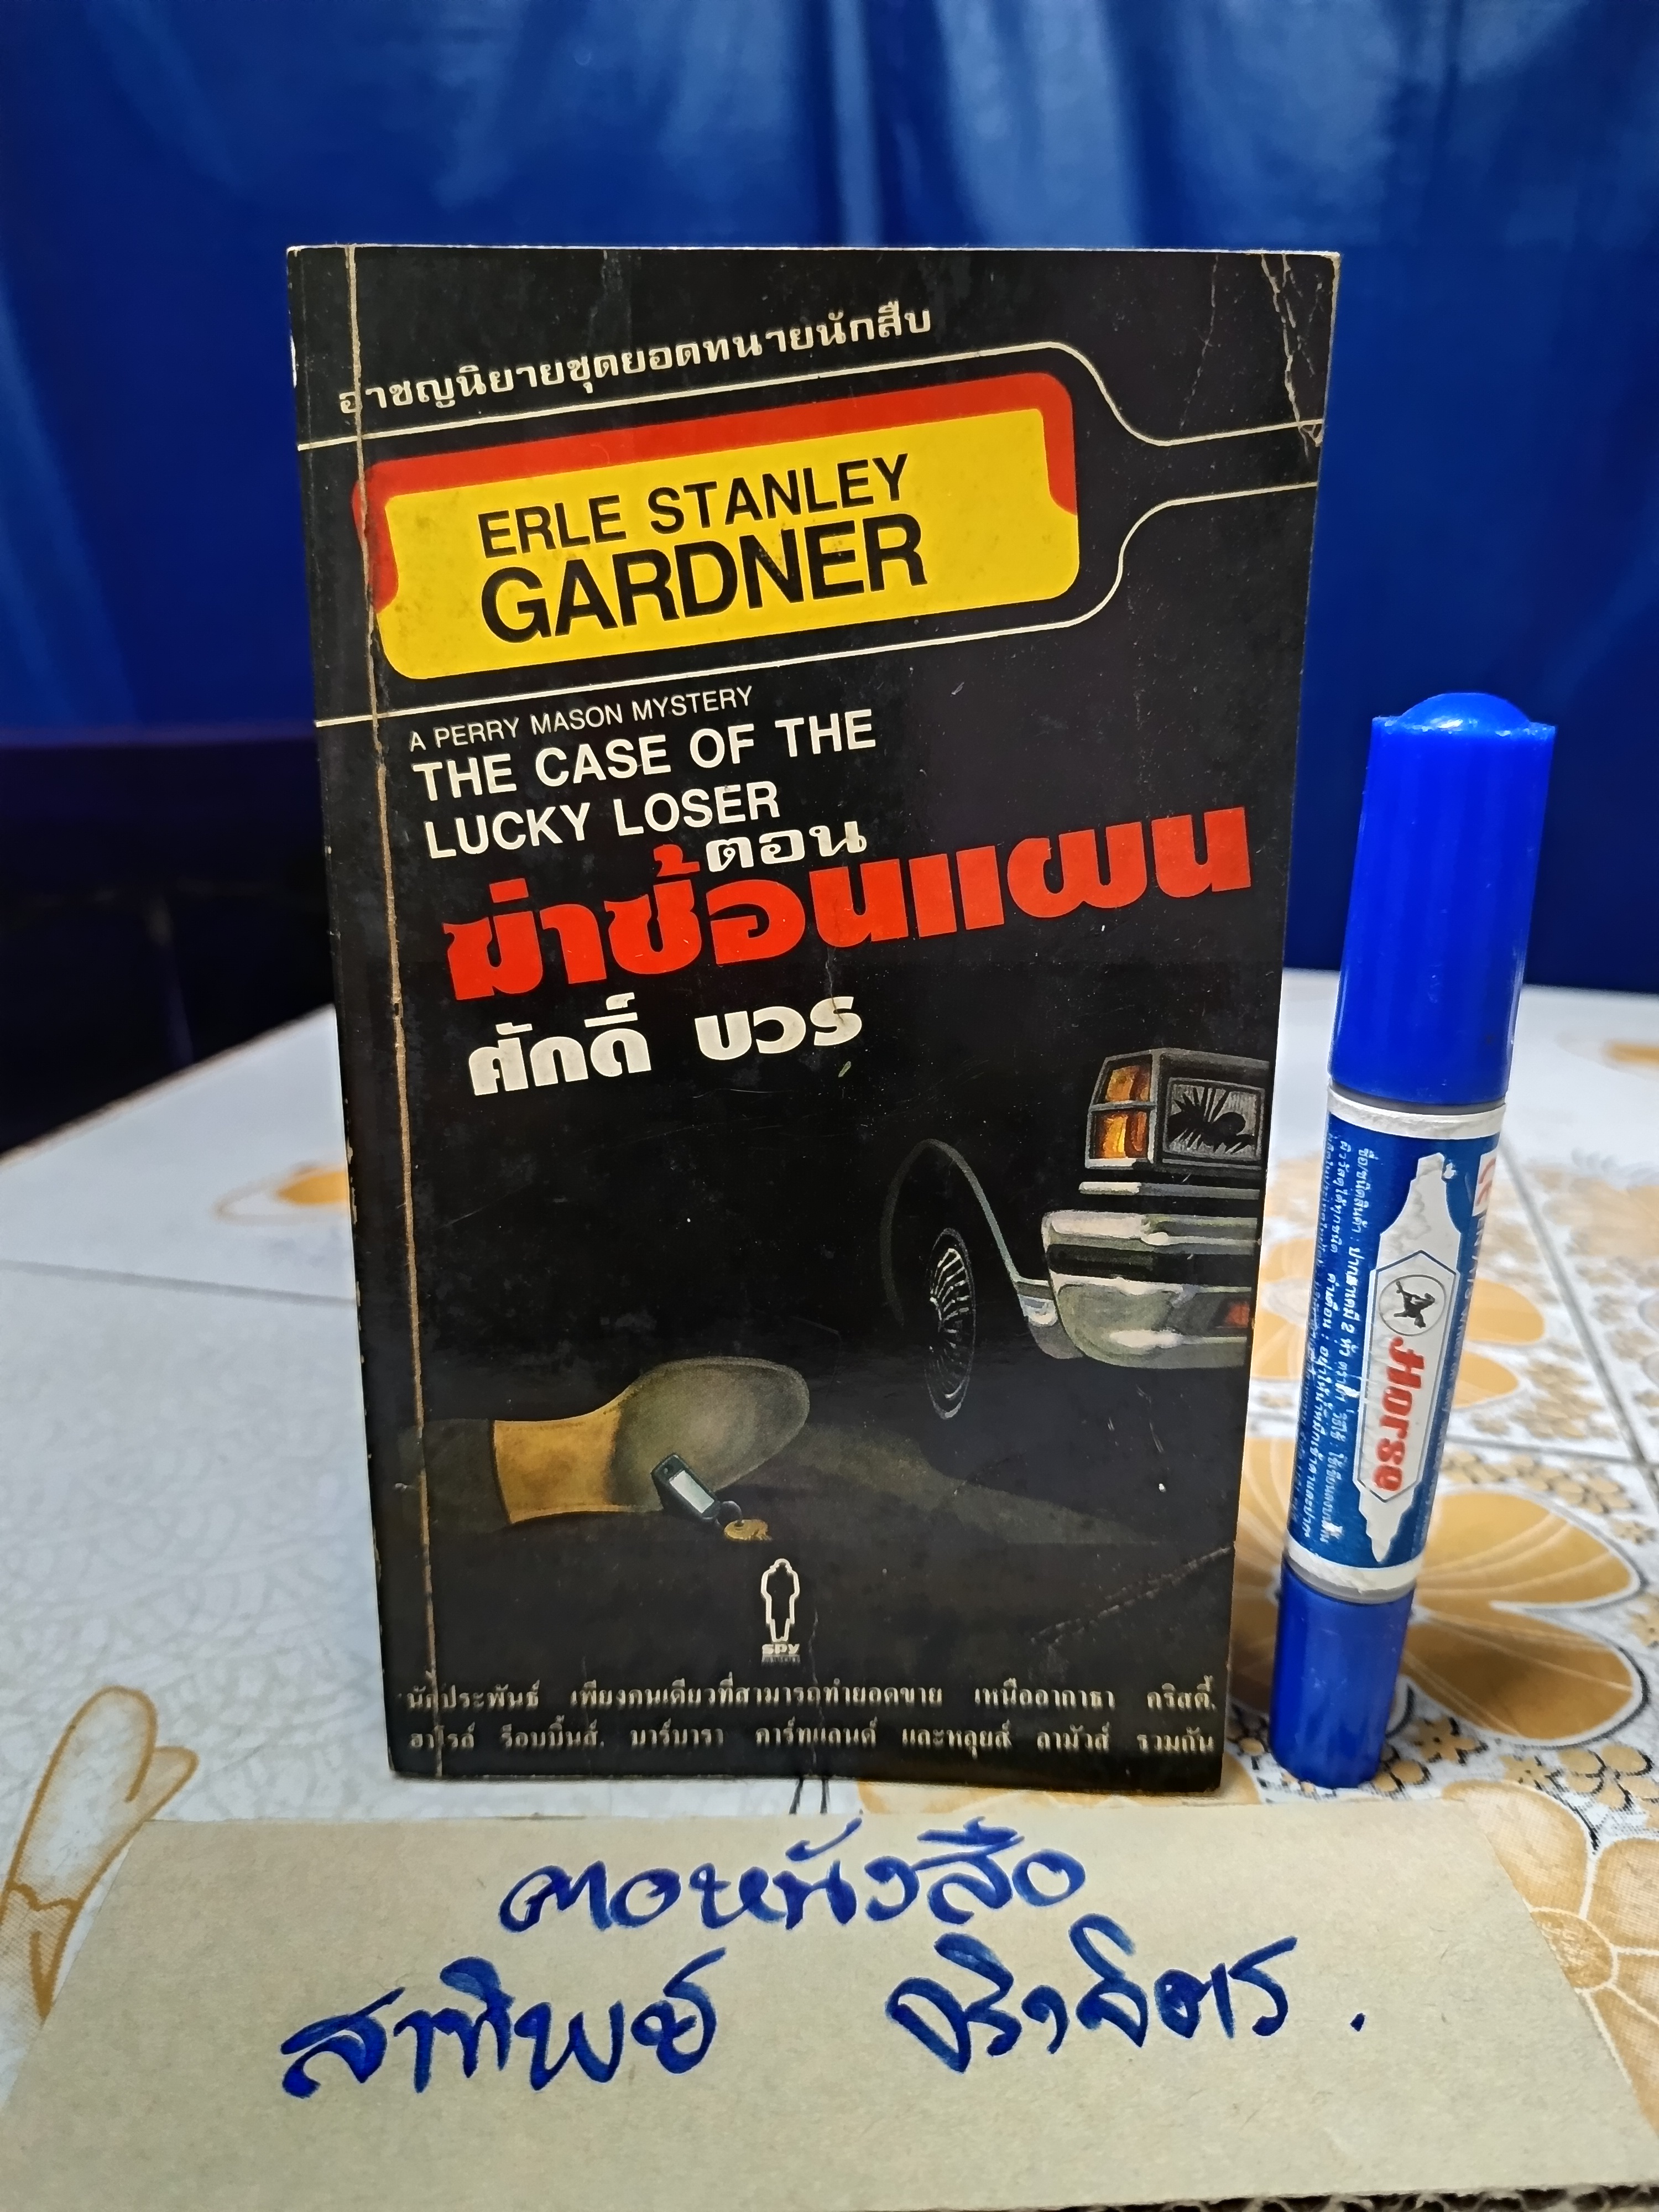 อาชญนิยายชุดยอดทนายนักสืบ
ERLE STANLEY
GARDNER
A PERRY MASON MYSTERY
THE CASE OF THE
LUCKY LOSER
ตอน
ฆ่าซ้อนแผน
ศักดิ์ บวร
spy
นักประพันธ์ เพียงคนเดียวที่สามารถทำยอดขาย เหนืออากาธา คริสตี้,
ฮาโรลด์ ร็อบบิ้นส์, บาร์บารา คาร์ทแลนด์ และหลุยส์ ลามัวส์ รวมกัน
Horse
ตอหนังสือ
สาทิพย์ จิราจิตร.